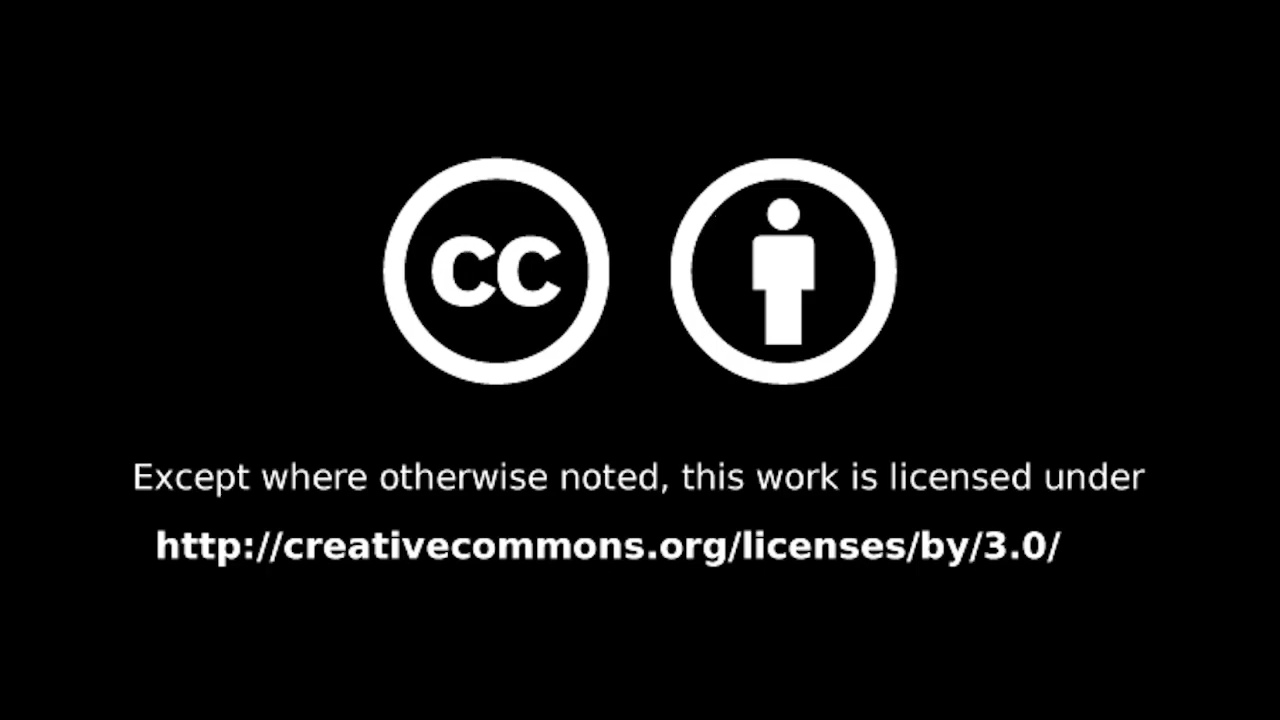 cc
Except where otherwise noted, this work is licensed under
http://creativecommons.org/licenses/by/3.0/